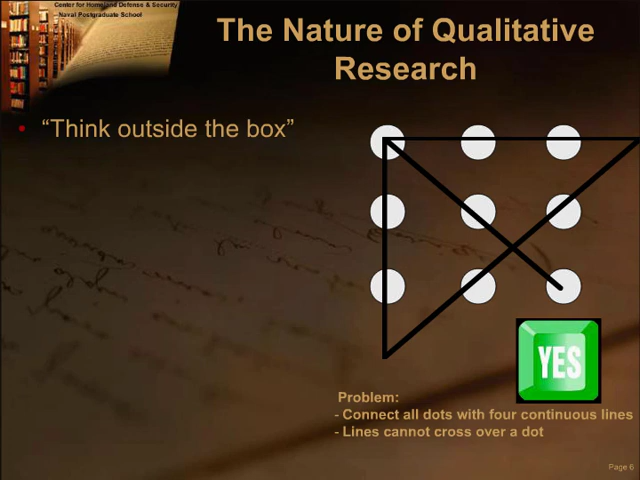 Center for Homeland Defense & Security
Naval Postgraduate School
The Nature of Qualitative
Research
• “Think outside the box”
YES
Problem:
- Connect all dots with four continuous lines
- Lines cannot cross over a dot
Page 6